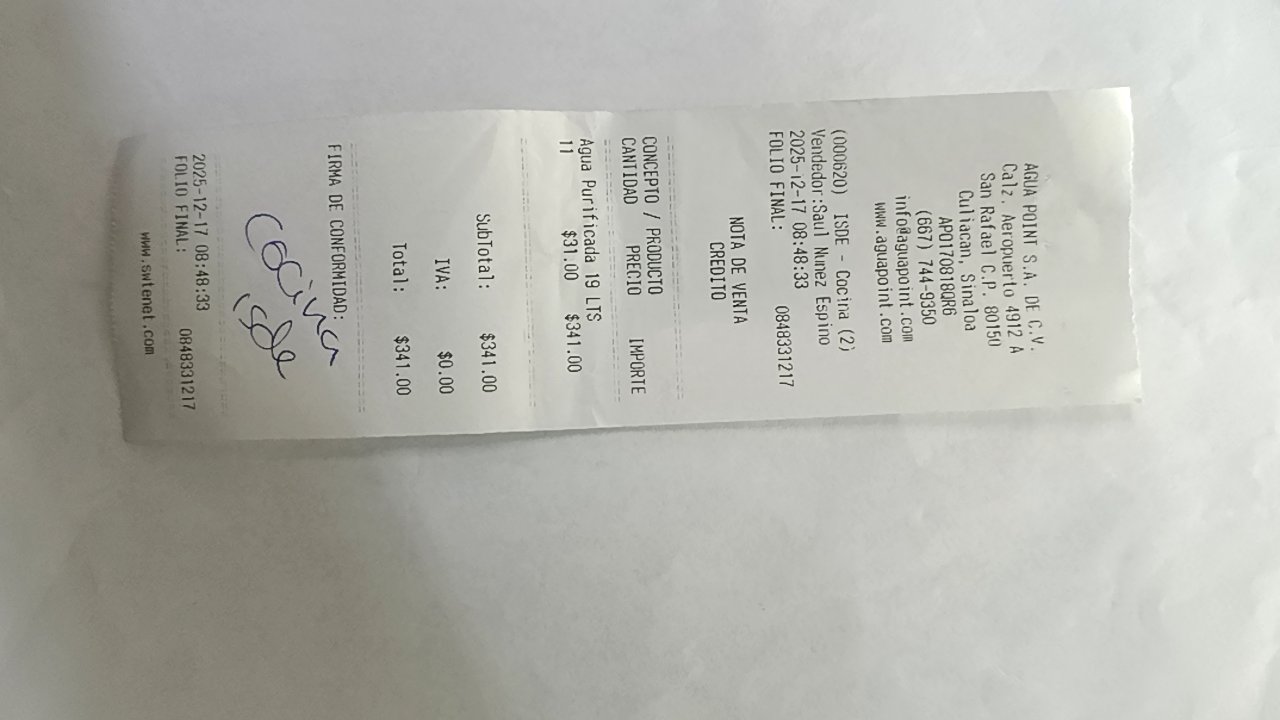 AGUA POINT S.A. DE C.V.
Calz. Aeropuerto 4912 A
San Rafael C.P. 80150
Culiacan, Sinaloa
APO170818QR6
(667) 744-9350
info@aguapoint.com
www.aguapoint.com
(000620) ISDE - Cocina (2)
Vendedor:Saul Nunez Espino
2025-12-17 08:48:33
FOLIO FINAL: 0848331217
NOTA DE VENTA
CREDITO
CONCEPTO / PRODUCTO
CANTIDAD PRECIO IMPORTE
Agua Purificada 19 LTS
11 $31.00 $341.00
SubTotal: $341.00
IVA: $0.00
Total: $341.00
FIRMA DE CONFORMIDAD:
Cocina
isde
2025-12-17 08:48:33
FOLIO FINAL: 0848331217
www.swtenet.com